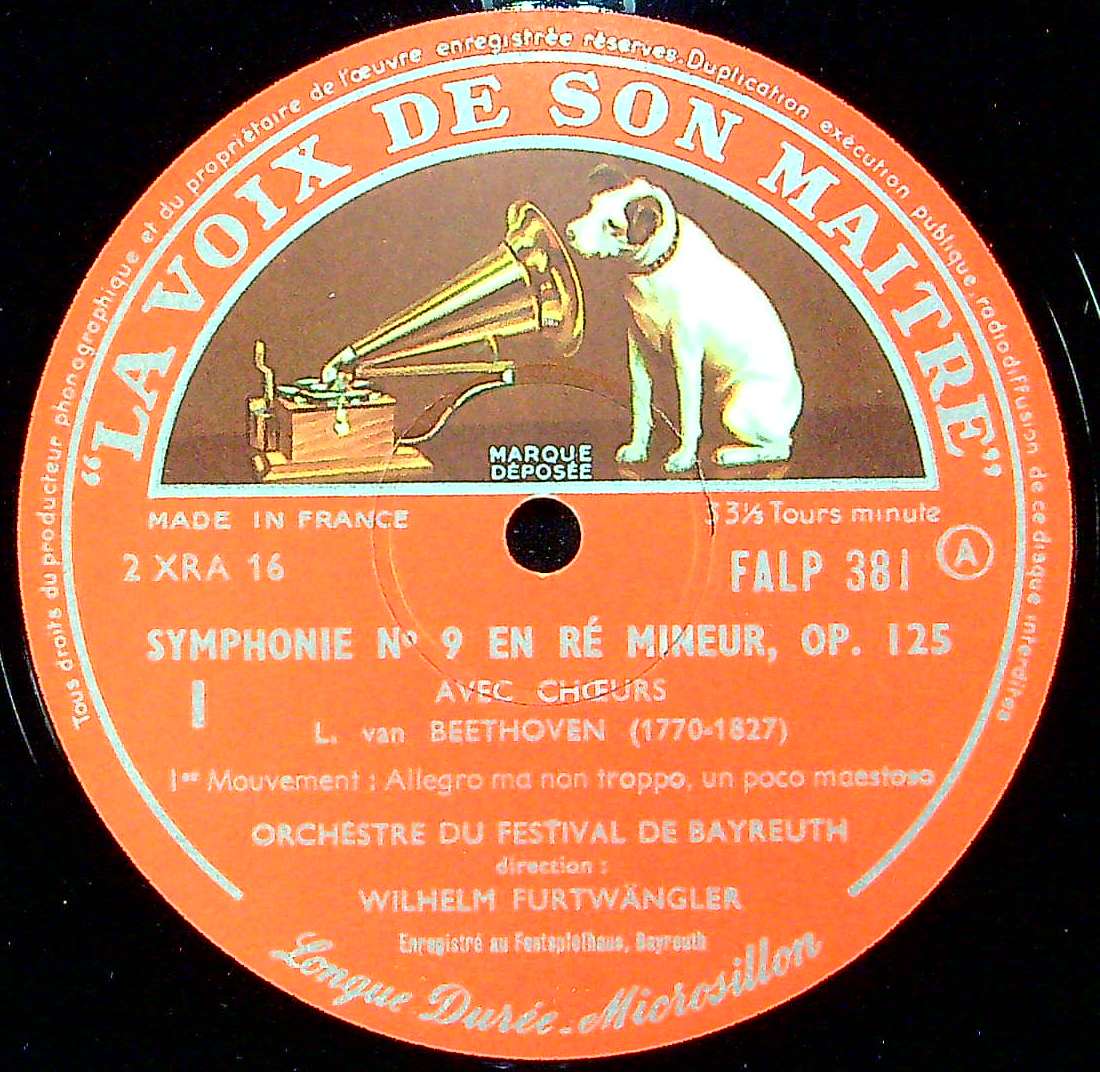 Tous droits du producteur phonographique et du propriétaire de l'œuvre enregistrée réservés. Duplication exécution publique, radiodiffusion de ce disque interdites
"LA VOIX DE SON MAITRE"
MARQUE
DÉPOSÉE
MADE IN FRANCE
33⅓ Tours minute
2 XRA 16
FALP 381
A
SYMPHONIE Nº 9 EN RÉ MINEUR, OP. 125
I
AVEC CHŒURS
L. van BEETHOVEN (1770-1827)
1er Mouvement : Allegro ma non troppo, un poco maestoso
ORCHESTRE DU FESTIVAL DE BAYREUTH
direction :
WILHELM FURTWÄNGLER
Enregistré au Festspielhaus, Bayreuth
Longue Durée-Microsillon